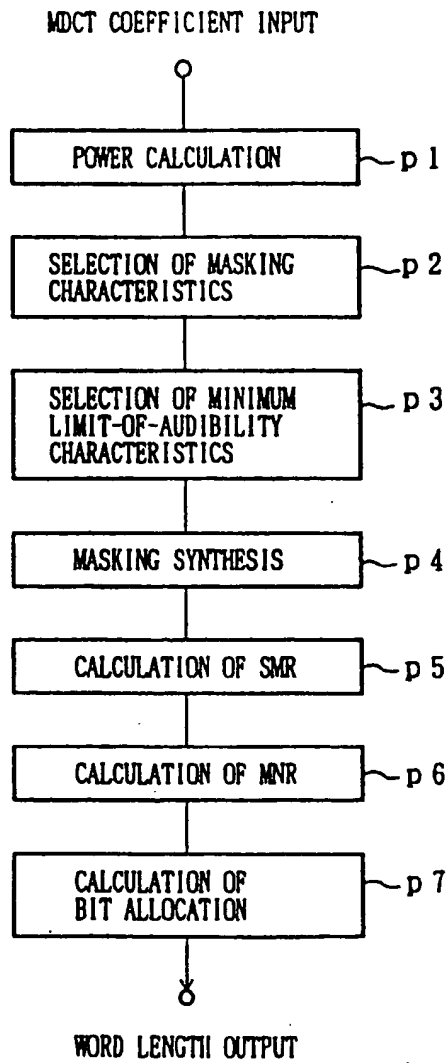 MDCT COEFFICIENT INPUT
POWER CALCULATION
p 1
SELECTION OF MASKING
CHARACTERISTICS
p 2
SELECTION OF MINIMUM
LIMIT-OF-AUDIBILITY
CHARACTERISTICS
p 3
MASKING SYNTHESIS
p 4
CALCULATION OF SMR
p 5
CALCULATION OF MNR
p 6
CALCULATION OF
BIT ALLOCATION
p 7
WORD LENGTH OUTPUT